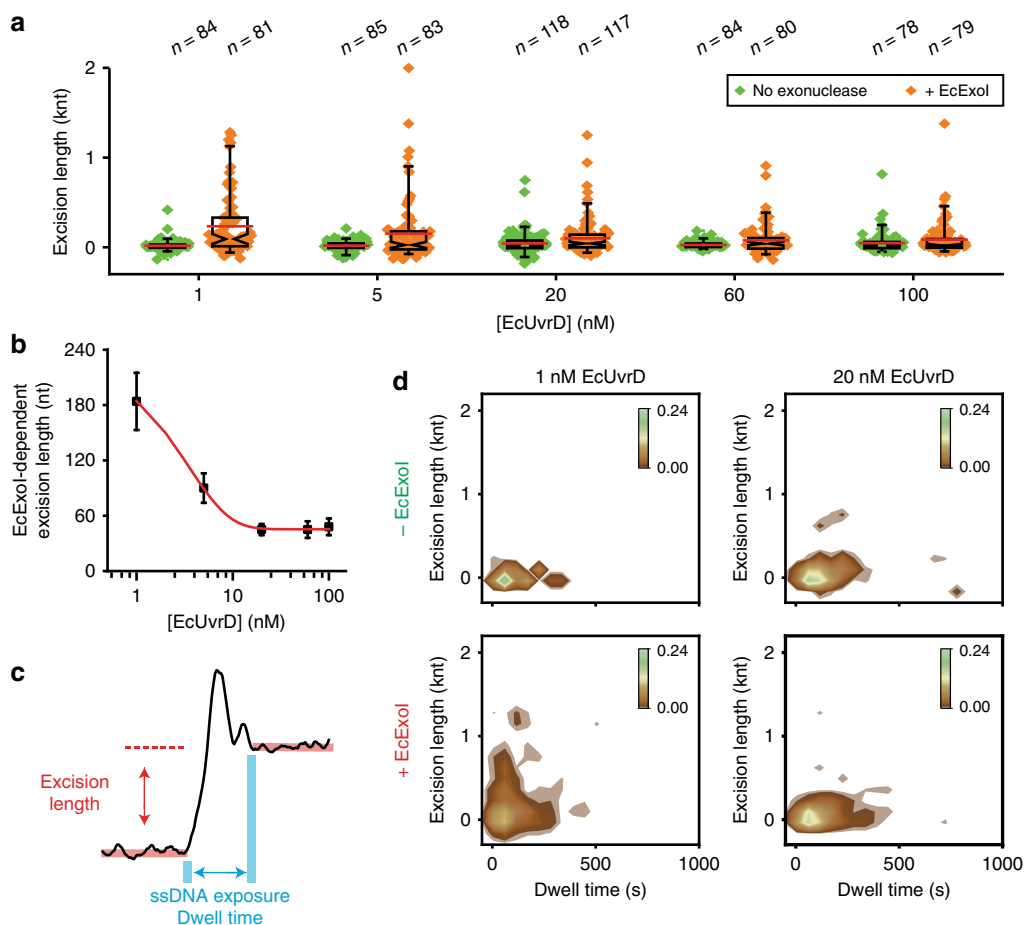 a
n = 84 n = 81 n = 85 n = 83 n = 118 n = 117 n = 84 n = 80 n = 78 n = 79
No exonuclease + EcExoI
Excision length (knt)
2
1
0
1 5 20 60 100
[EcUvrD] (nM)
b
EcExoI-dependent
excision length (nt)
240
180
120
60
0
1 10 100
[EcUvrD] (nM)
c
Excision
length
ssDNA exposure
Dwell time
d
1 nM EcUvrD 20 nM EcUvrD
− EcExoI
Excision length (knt)
2
1
0
0.24
0.00
Excision length (knt)
2
1
0
0.24
0.00
+ EcExoI
Excision length (knt)
2
1
0
0.24
0.00
0 500
Dwell time (s)
Excision length (knt)
2
1
0
0.24
0.00
0 500 1000
Dwell time (s)